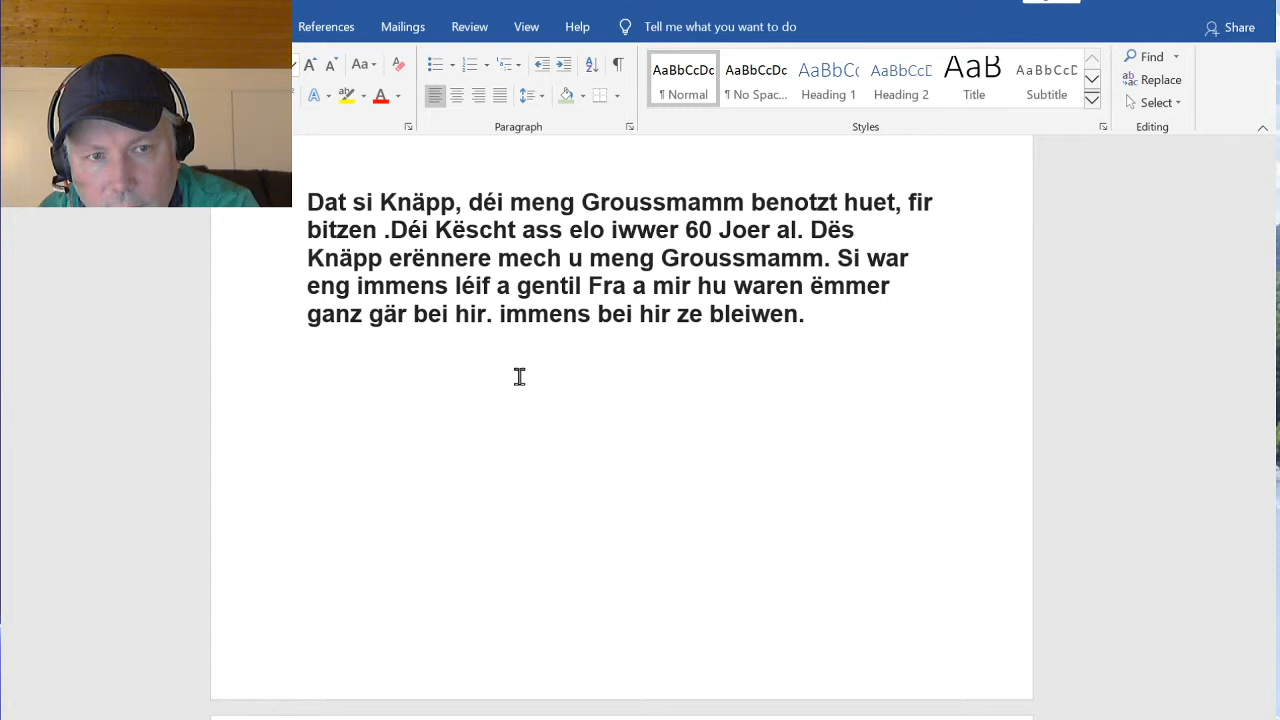 References Mailings Review View Help Tell me what you want to do Share
Aa
A A
Paragraph
AaBbCcDc AaBbCcDc AaBbCc AaBbCcD AaB AaBbCcD
¶ Normal ¶ No Spac... Heading 1 Heading 2 Title Subtitle
Styles
Find
Replace
Select
Editing
Dat si Knäpp, déi meng Groussmamm benotzt huet, fir
bitzen .Déi Këscht ass elo iwwer 60 Joer al. Dës
Knäpp erënnere mech u meng Groussmamm. Si war
eng immens léif a gentil Fra a mir hu waren ëmmer
ganz gär bei hir. immens bei hir ze bleiwen.